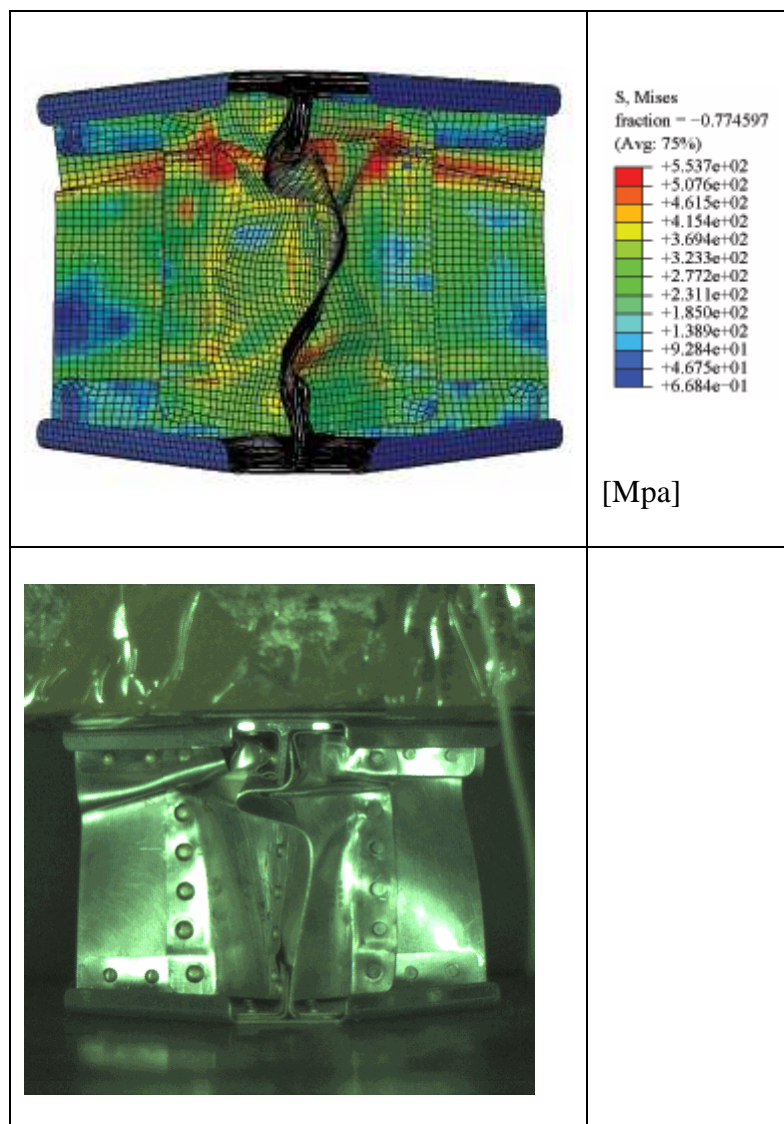 S, Mises
fraction = −0.774597
(Avg: 75%)
+5.537e+02
+5.076e+02
+4.615e+02
+4.154e+02
+3.694e+02
+3.233e+02
+2.772e+02
+2.311e+02
+1.850e+02
+1.389e+02
+9.284e+01
+4.675e+01
+6.684e−01
[Mpa]